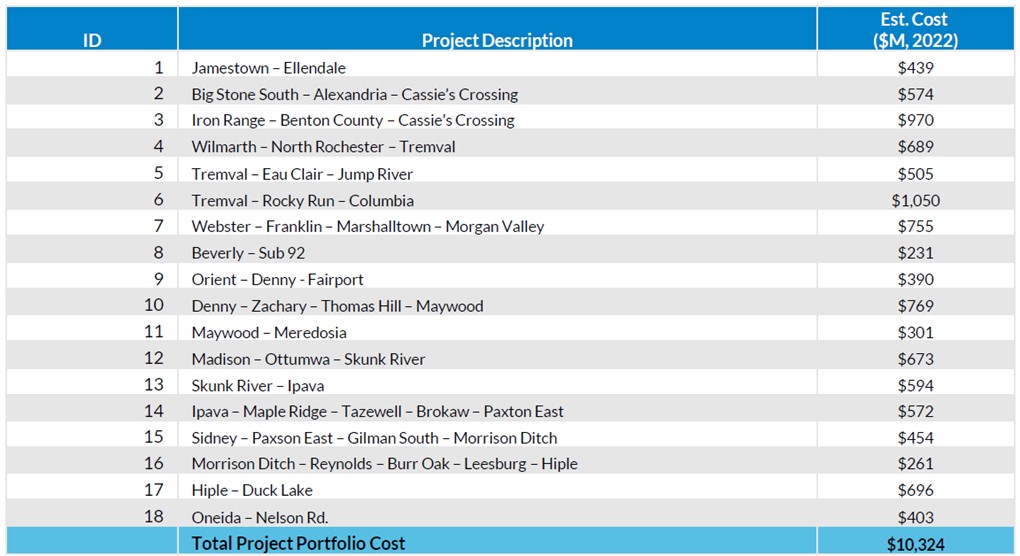 ID Project Description Est. Cost ($M, 2022)
1 Jamestown – Ellendale $439
2 Big Stone South – Alexandria – Cassie's Crossing $574
3 Iron Range – Benton County – Cassie's Crossing $970
4 Wilmarth – North Rochester – Tremval $689
5 Tremval – Eau Clair – Jump River $505
6 Tremval – Rocky Run – Columbia $1,050
7 Webster – Franklin – Marshalltown – Morgan Valley $755
8 Beverly – Sub 92 $231
9 Orient – Denny - Fairport $390
10 Denny – Zachary – Thomas Hill – Maywood $769
11 Maywood – Meredosia $301
12 Madison – Ottumwa – Skunk River $673
13 Skunk River – Ipava $594
14 Ipava – Maple Ridge – Tazewell – Brokaw – Paxton East $572
15 Sidney – Paxson East – Gilman South – Morrison Ditch $454
16 Morrison Ditch – Reynolds – Burr Oak – Leesburg – Hiple $261
17 Hiple – Duck Lake $696
18 Oneida – Nelson Rd. $403
Total Project Portfolio Cost $10,324